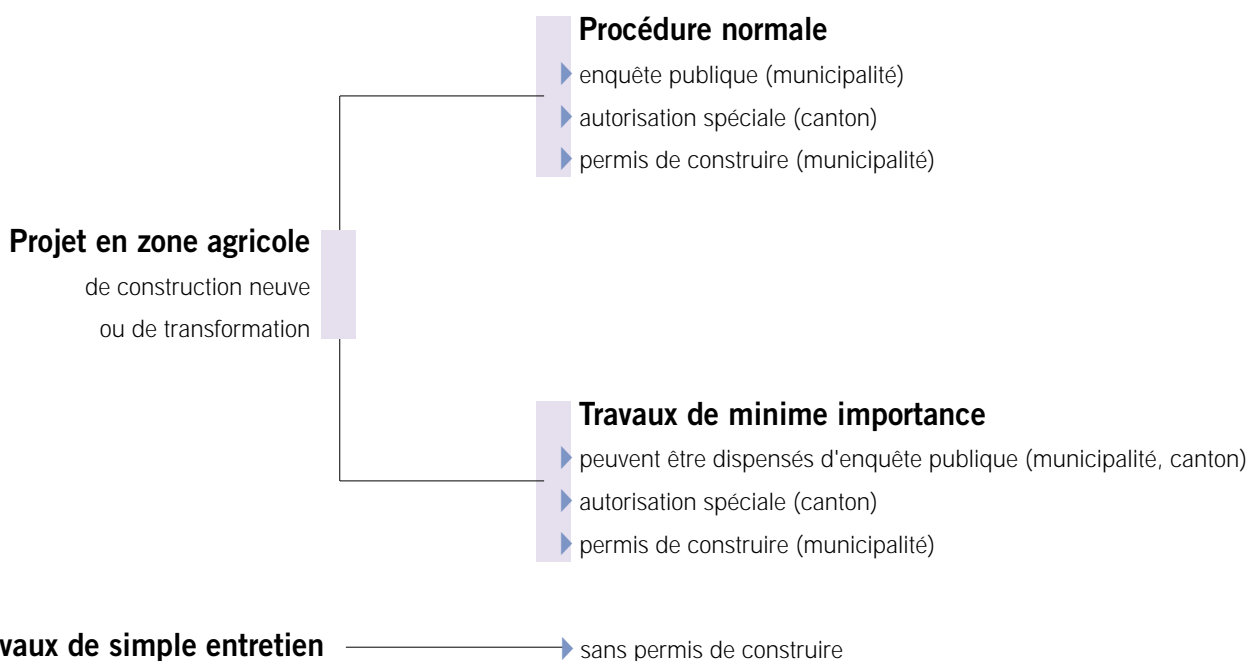 Procédure normale
enquête publique (municipalité)
autorisation spéciale (canton)
permis de construire (municipalité)
Projet en zone agricole
de construction neuve
ou de transformation
Travaux de minime importance
peuvent être dispensés d'enquête publique (municipalité, canton)
autorisation spéciale (canton)
permis de construire (municipalité)
vaux de simple entretien
sans permis de construire